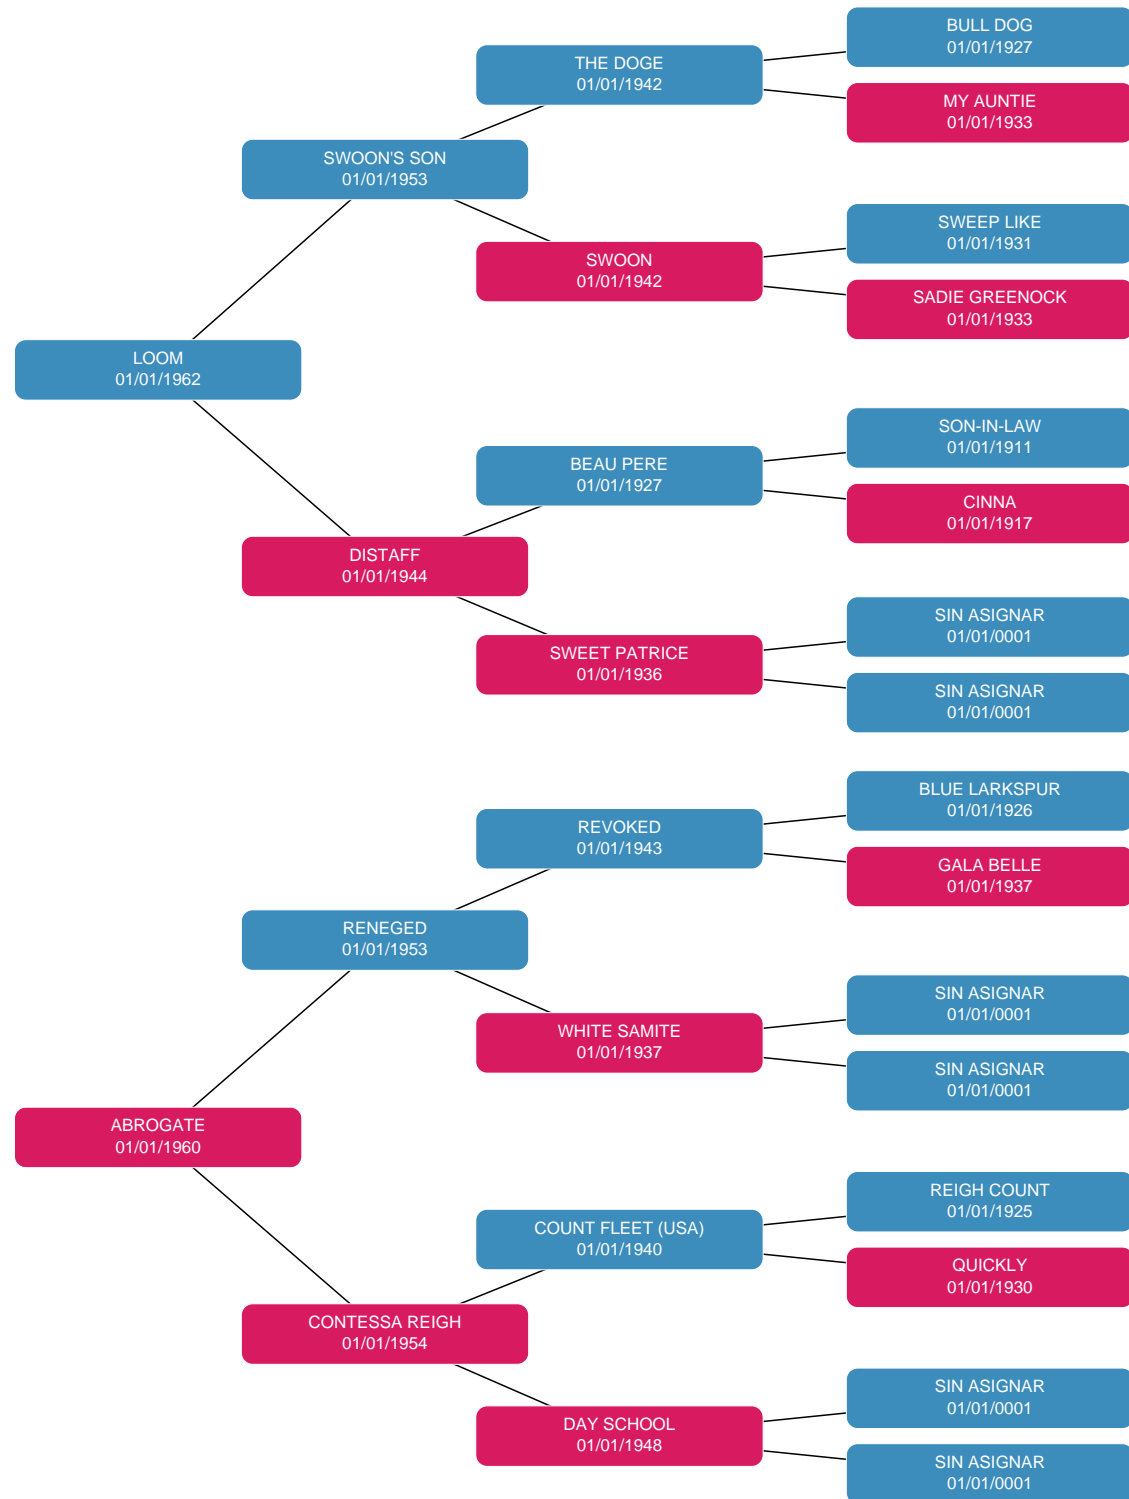 BULL DOG
01/01/1927
THE DOGE
01/01/1942
MY AUNTIE
01/01/1933
SWOON'S SON
01/01/1953
SWEEP LIKE
01/01/1931
SWOON
01/01/1942
SADIE GREENOCK
01/01/1933
LOOM
01/01/1962
SON-IN-LAW
01/01/1911
BEAU PERE
01/01/1927
CINNA
01/01/1917
DISTAFF
01/01/1944
SIN ASIGNAR
01/01/0001
SWEET PATRICE
01/01/1936
SIN ASIGNAR
01/01/0001
BLUE LARKSPUR
01/01/1926
REVOKED
01/01/1943
GALA BELLE
01/01/1937
RENEGED
01/01/1953
SIN ASIGNAR
01/01/0001
WHITE SAMITE
01/01/1937
SIN ASIGNAR
01/01/0001
ABROGATE
01/01/1960
REIGH COUNT
01/01/1925
COUNT FLEET (USA)
01/01/1940
QUICKLY
01/01/1930
CONTESSA REIGH
01/01/1954
SIN ASIGNAR
01/01/0001
DAY SCHOOL
01/01/1948
SIN ASIGNAR
01/01/0001